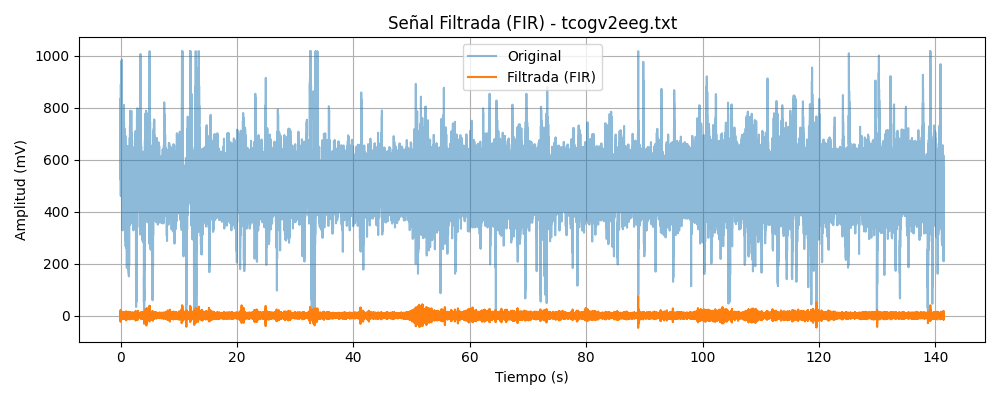 Señal Filtrada (FIR) - tcogv2eeg.txt
Original
Filtrada (FIR)
Amplitud (mV)
1000
800
600
400
200
0
0 20 40 60 80 100 120 140
Tiempo (s)